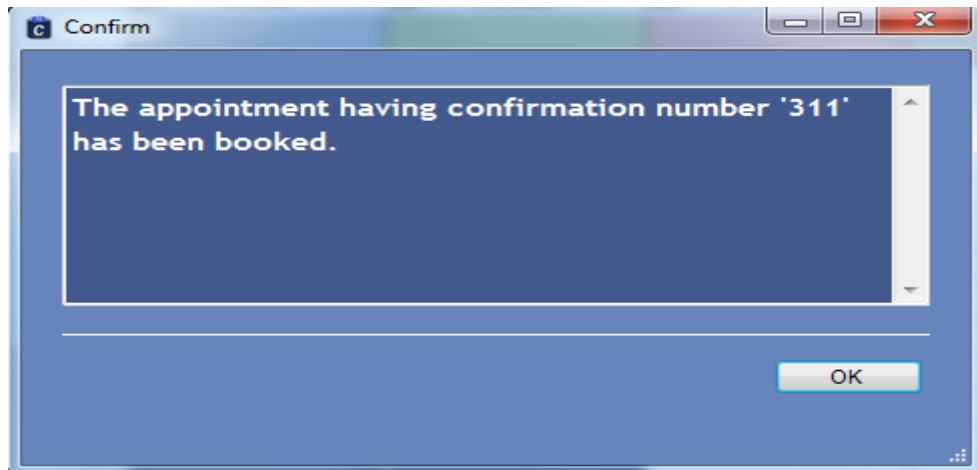 Confirm
The appointment having confirmation number '311'
has been booked.
OK